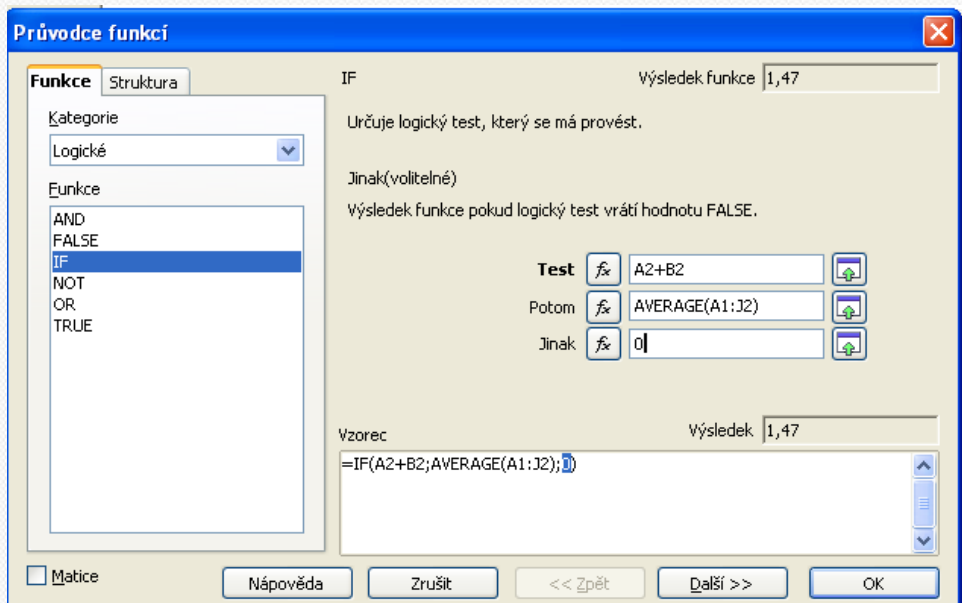 Průvodce funkcí
Funkce Struktura
Kategorie
Logické
Funkce
AND
FALSE
IF
NOT
OR
TRUE
IF Výsledek funkce 1,47
Určuje logický test, který se má provést.
Jinak(volitelné)
Výsledek funkce pokud logický test vrátí hodnotu FALSE.
Test fx A2+B2
Potom fx AVERAGE(A1:J2)
Jinak fx 0
Vzorec Výsledek 1,47
=IF(A2+B2;AVERAGE(A1:J2);0)
Matice Nápověda Zrušit << Zpět Další >> OK